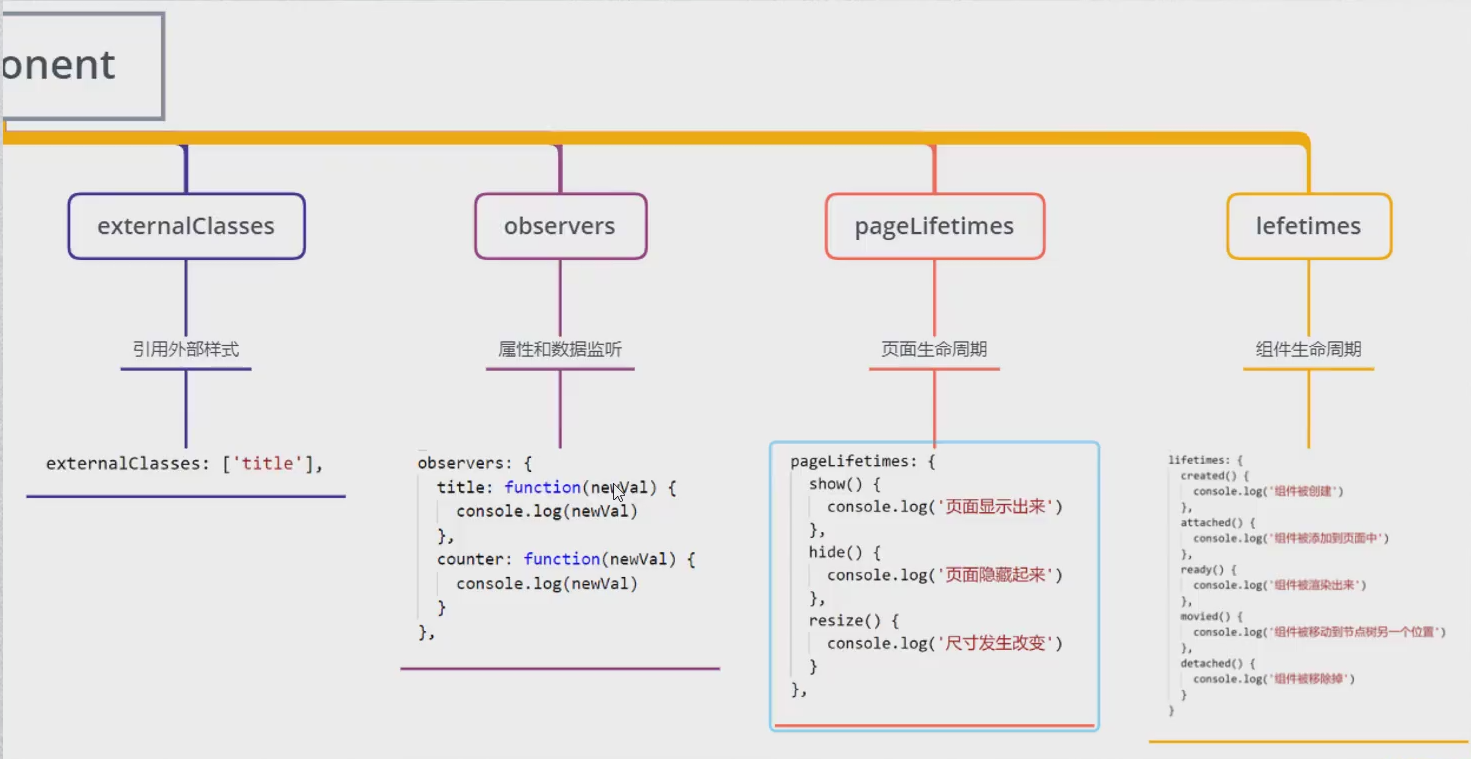 onent
externalClasses
observers
pageLifetimes
lefetimes
引用外部样式
属性和数据监听
页面生命周期
组件生命周期
externalClasses: ['title'],
observers: {
title: function(newVal) {
console.log(newVal)
},
counter: function(newVal) {
console.log(newVal)
}
},
pageLifetimes: {
show() {
console.log('页面显示出来')
},
hide() {
console.log('页面隐藏起来')
},
resize() {
console.log('尺寸发生改变')
}
},
lifetimes: {
created() {
console.log('组件被创建')
},
attached() {
console.log('组件被添加到页面中')
},
ready() {
console.log('组件被渲染出来')
},
movied() {
console.log('组件被移动到节点树另一个位置')
},
detached() {
console.log('组件被移除掉')
}
}